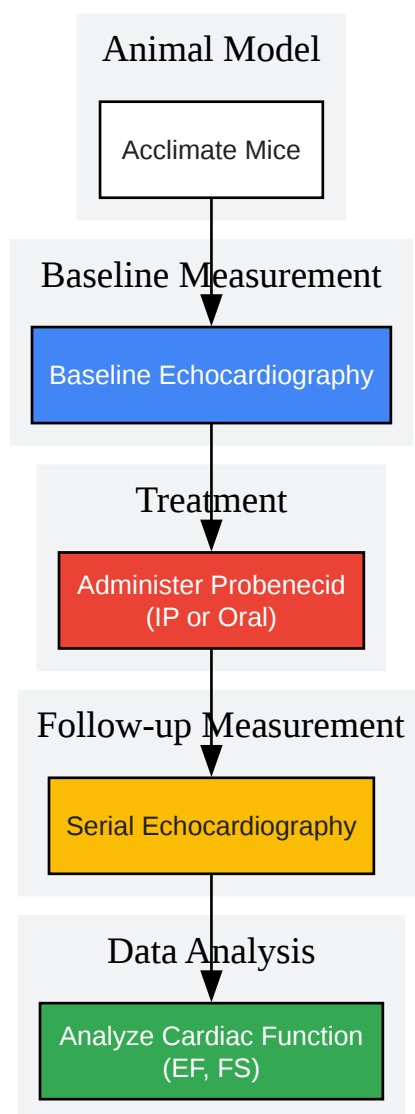 Animal Model
Acclimate Mice
Baseline Measurement
Baseline Echocardiography
Treatment
Administer Probenecid
(IP or Oral)
Follow-up Measurement
Serial Echocardiography
Data Analysis
Analyze Cardiac Function
(EF, FS)